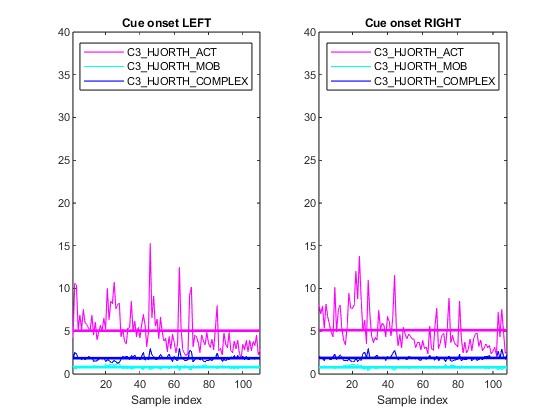 Cue onset LEFT
40
35
30
25
20
15
10
5
0
C3_HJORTH_ACT
C3_HJORTH_MOB
C3_HJORTH_COMPLEX
20 40 60 80 100
Sample index
Cue onset RIGHT
40
35
30
25
20
15
10
5
0
C3_HJORTH_ACT
C3_HJORTH_MOB
C3_HJORTH_COMPLEX
20 40 60 80 100
Sample index